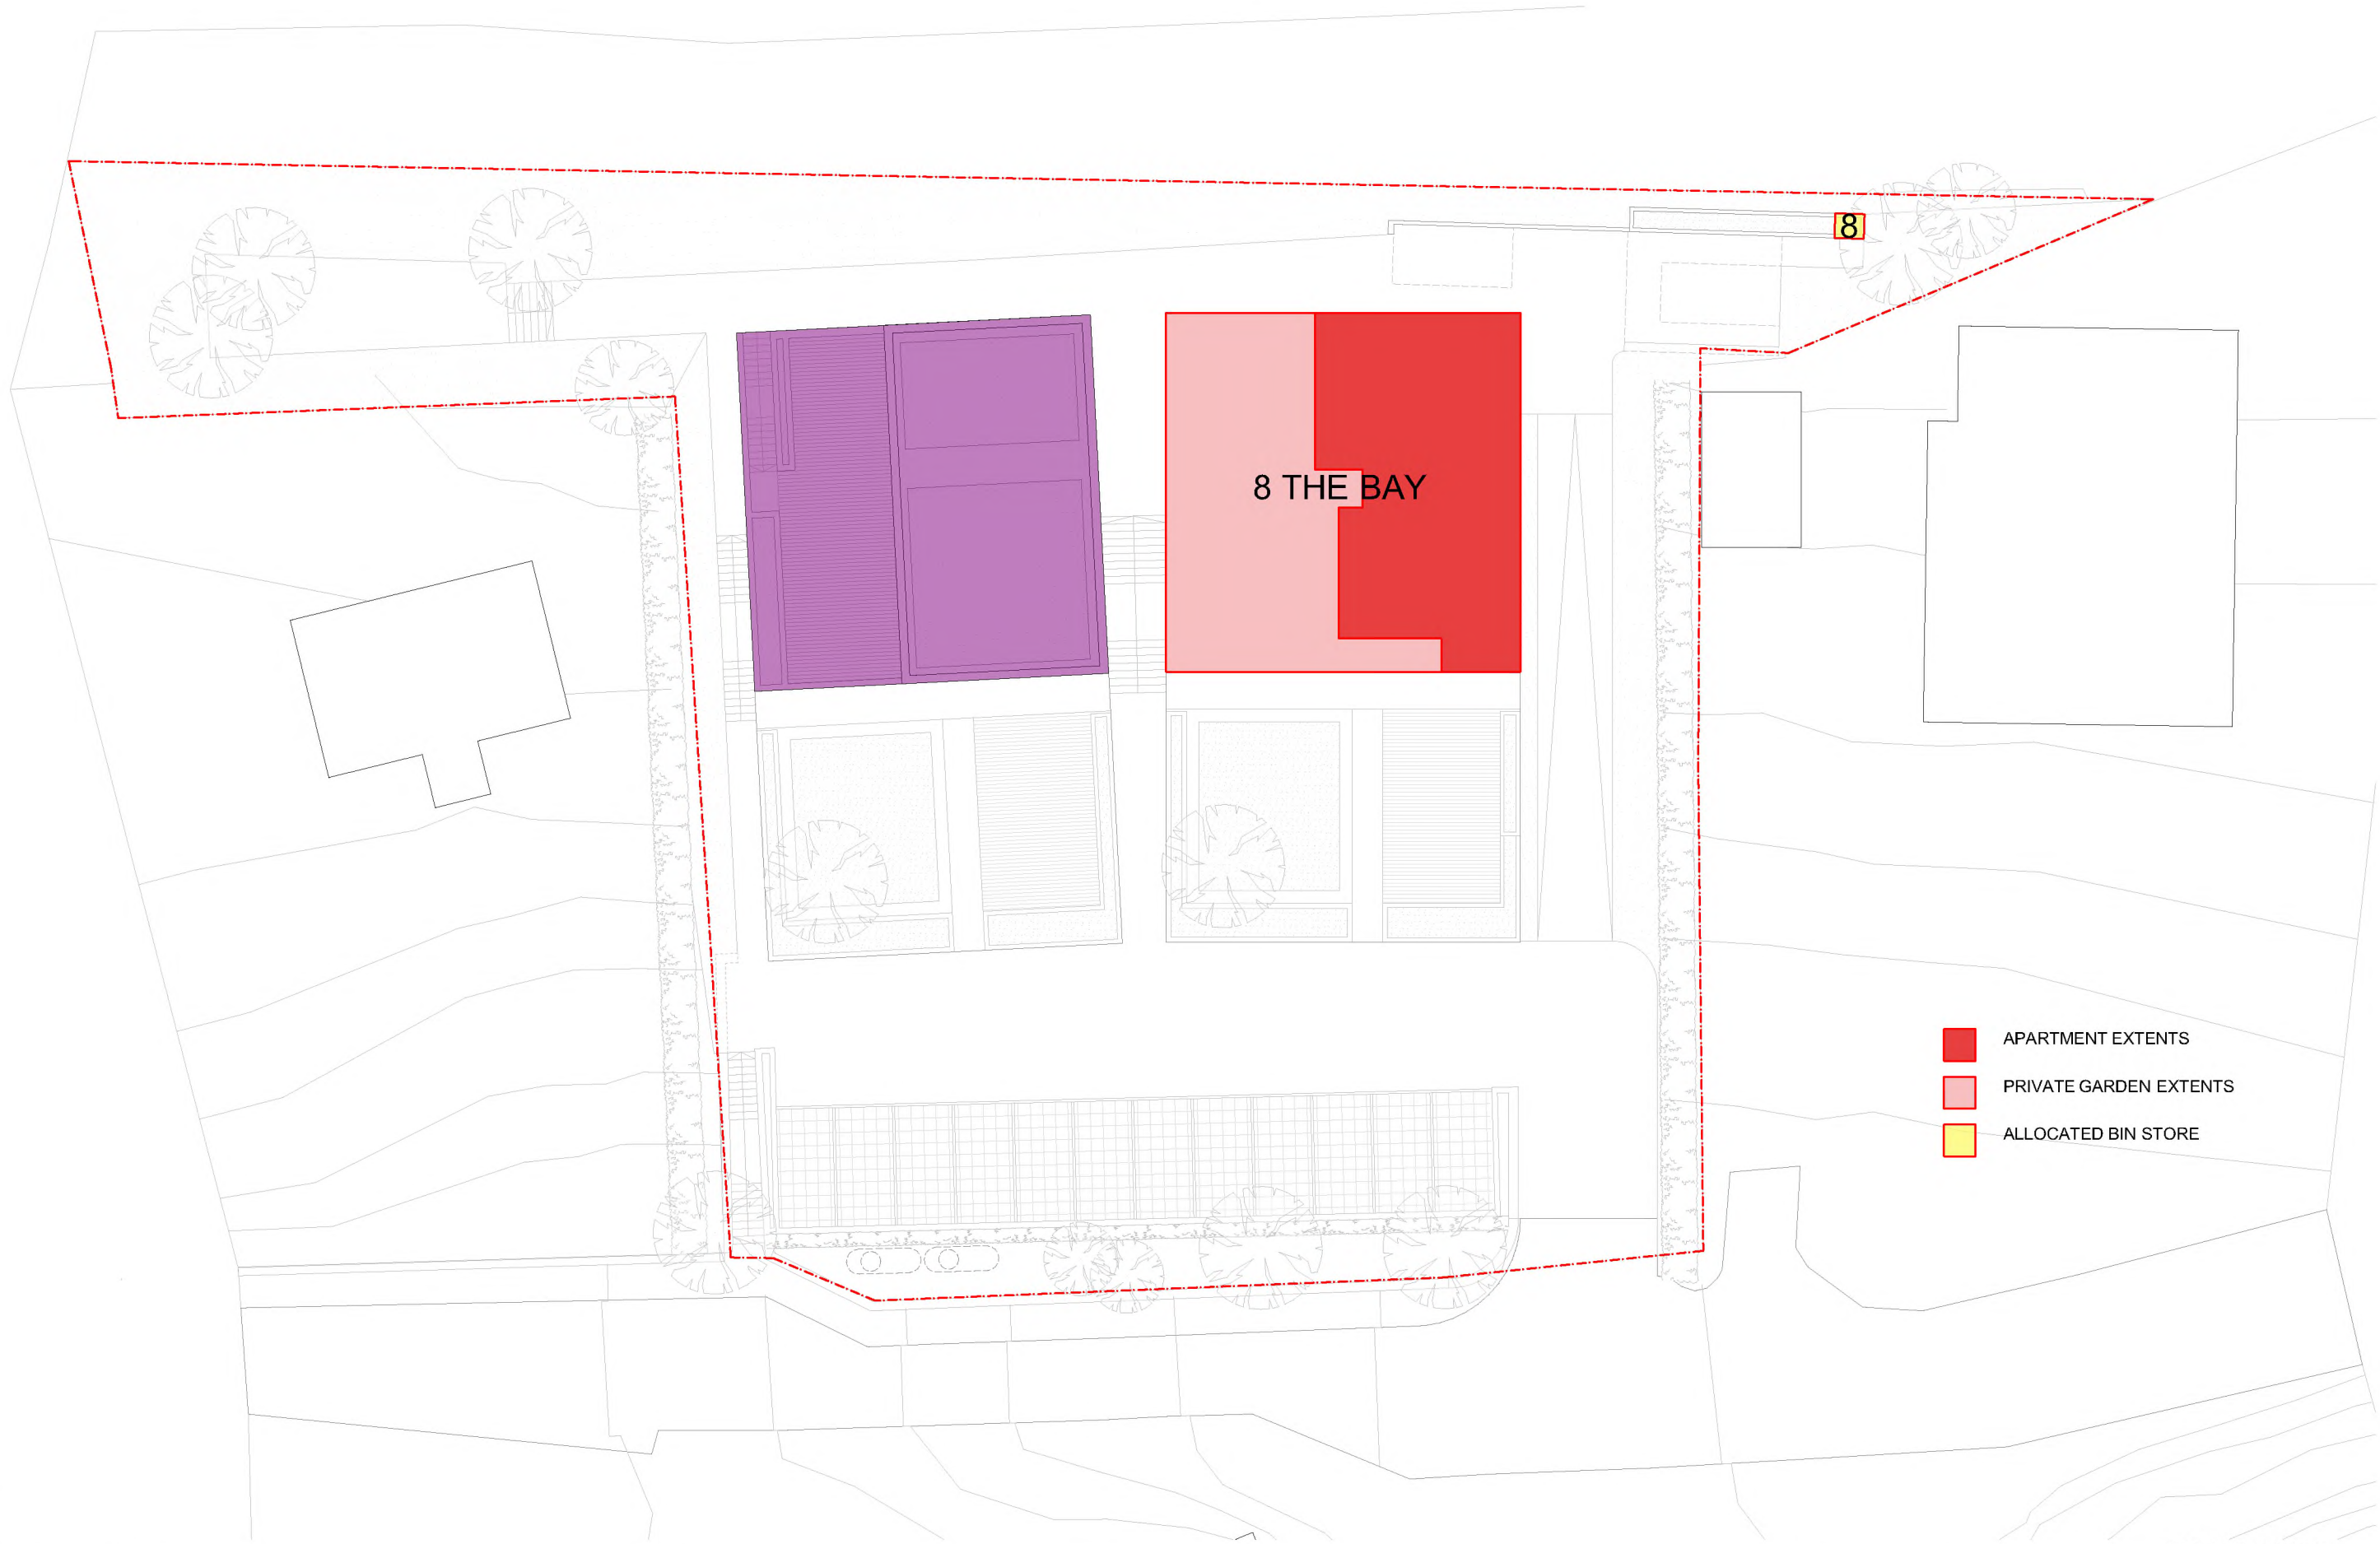 8
8 THE BAY
APARTMENT EXTENTS
PRIVATE GARDEN EXTENTS
ALLOCATED BIN STORE